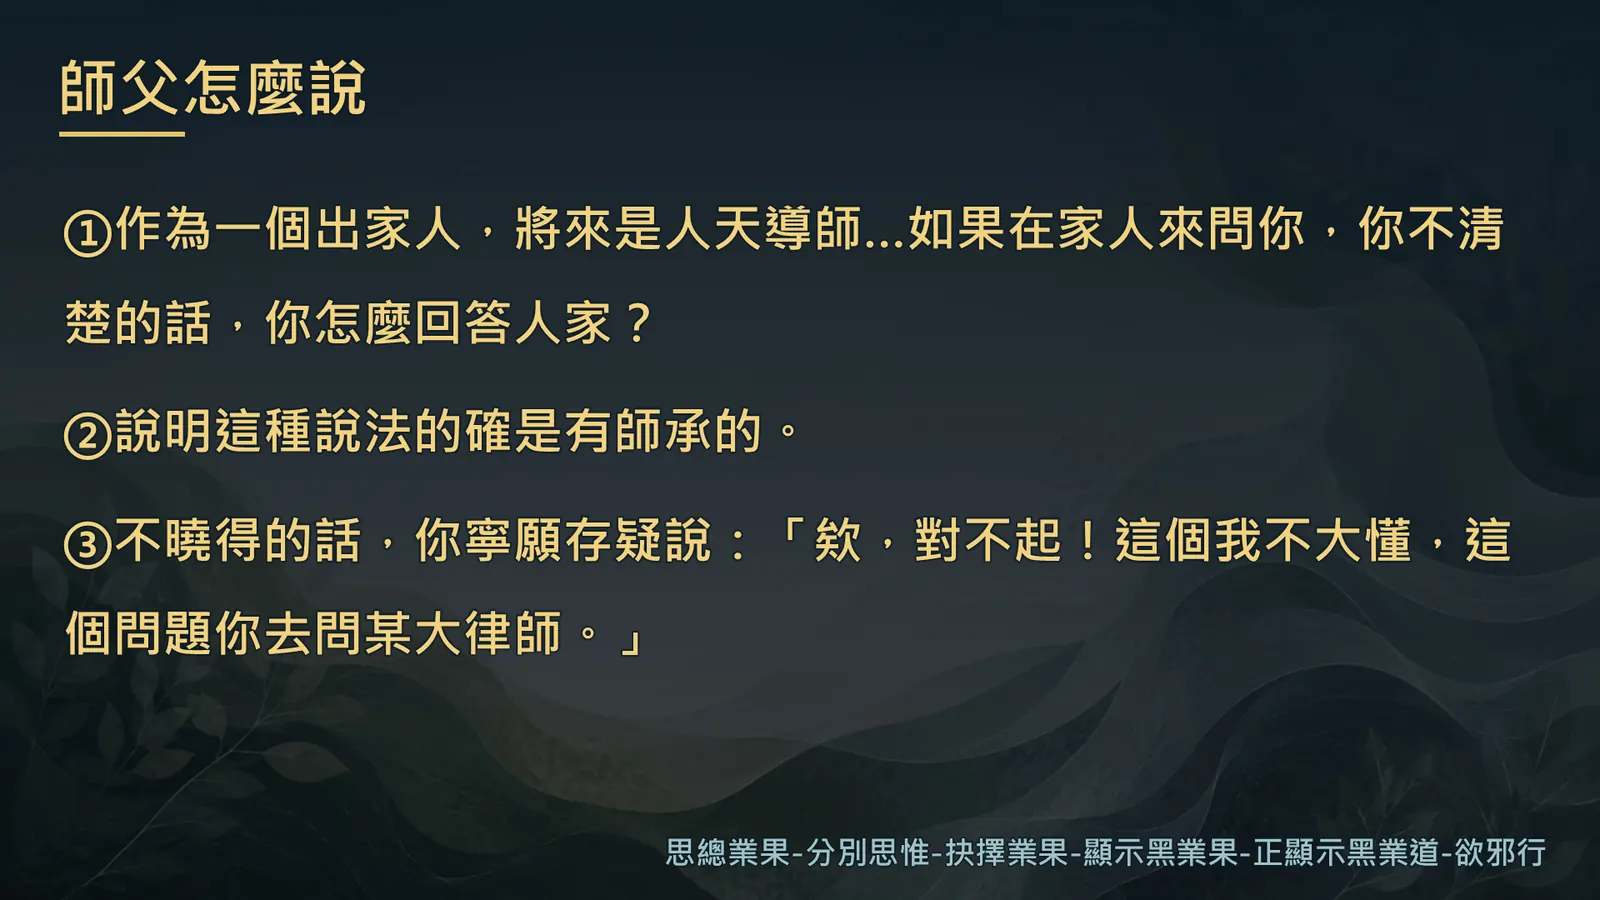 師父怎麼說
①作為一個出家人，將來是人天導師...如果在家人來問你，你不清
楚的話，你怎麼回答人家？
②說明這種說法的確是有師承的。
③不曉得的話，你寧願存疑說：「欸，對不起！這個我不大懂，這
個問題你去問某大律師。」
思總業果-分別思惟-抉擇業果-顯示黑業果-正顯示黑業道-欲邪行